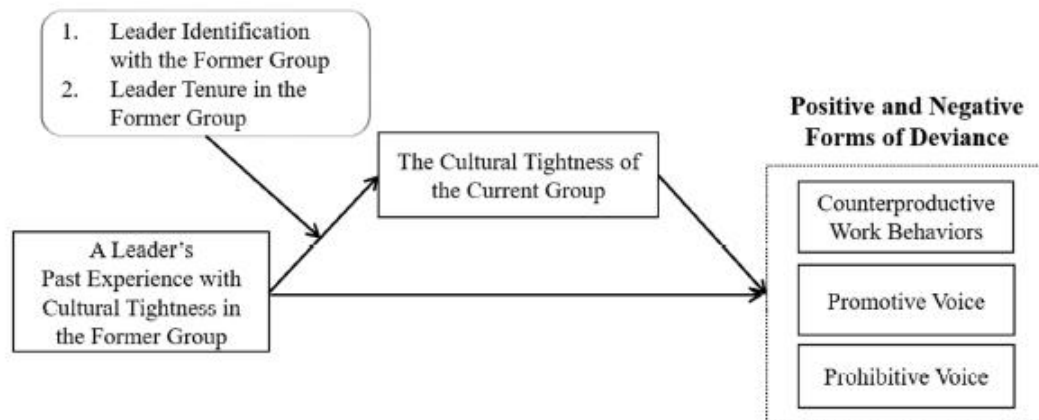 1. Leader Identification
with the Former Group
2. Leader Tenure in the
Former Group
Positive and Negative
Forms of Deviance
The Cultural Tightness of
the Current Group
Counterproductive
Work Behaviors
A Leader's
Past Experience with
Cultural Tightness in
the Former Group
Promotive Voice
Prohibitive Voice